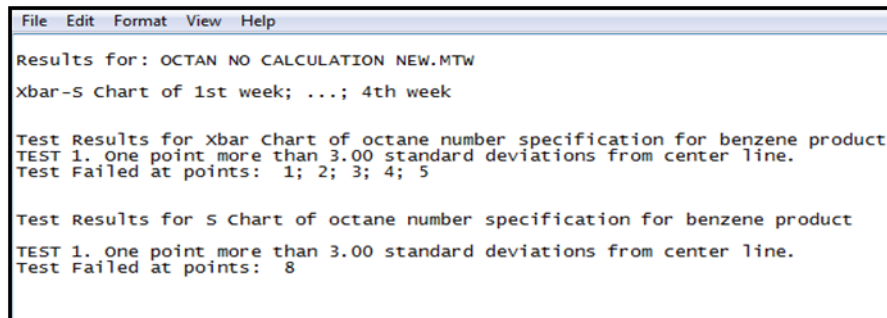 File Edit Format View Help
Results for: OCTAN NO CALCULATION NEW.MTW
Xbar-S Chart of 1st week; ...; 4th week
Test Results for Xbar Chart of octane number specification for benzene product
TEST 1. One point more than 3.00 standard deviations from center line.
Test Failed at points: 1; 2; 3; 4; 5
Test Results for S Chart of octane number specification for benzene product
TEST 1. One point more than 3.00 standard deviations from center line.
Test Failed at points: 8